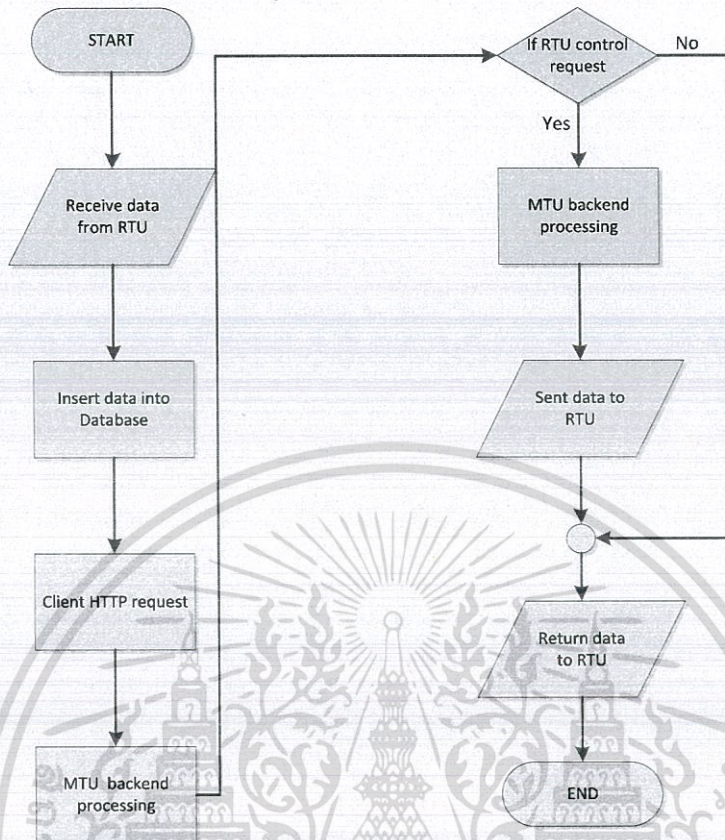 START
Receive data
from RTU
Insert data into
Database
Client HTTP request
MTU backend
processing
If RTU control
request
No
Yes
MTU backend
processing
Sent data to
RTU
Return data
to RTU
END